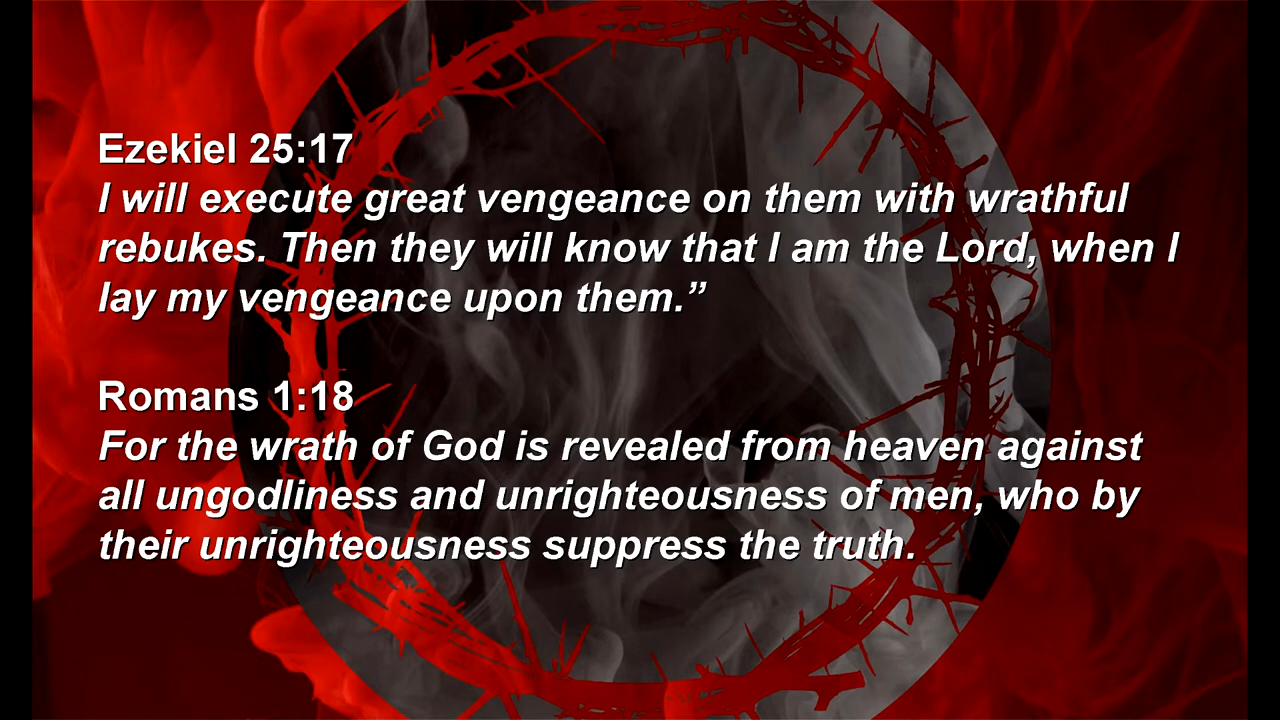 Ezekiel 25:17
I will execute great vengeance on them with wrathful
rebukes. Then they will know that I am the Lord, when I
lay my vengeance upon them.”
Romans 1:18
For the wrath of God is revealed from heaven against
all ungodliness and unrighteousness of men, who by
their unrighteousness suppress the truth.